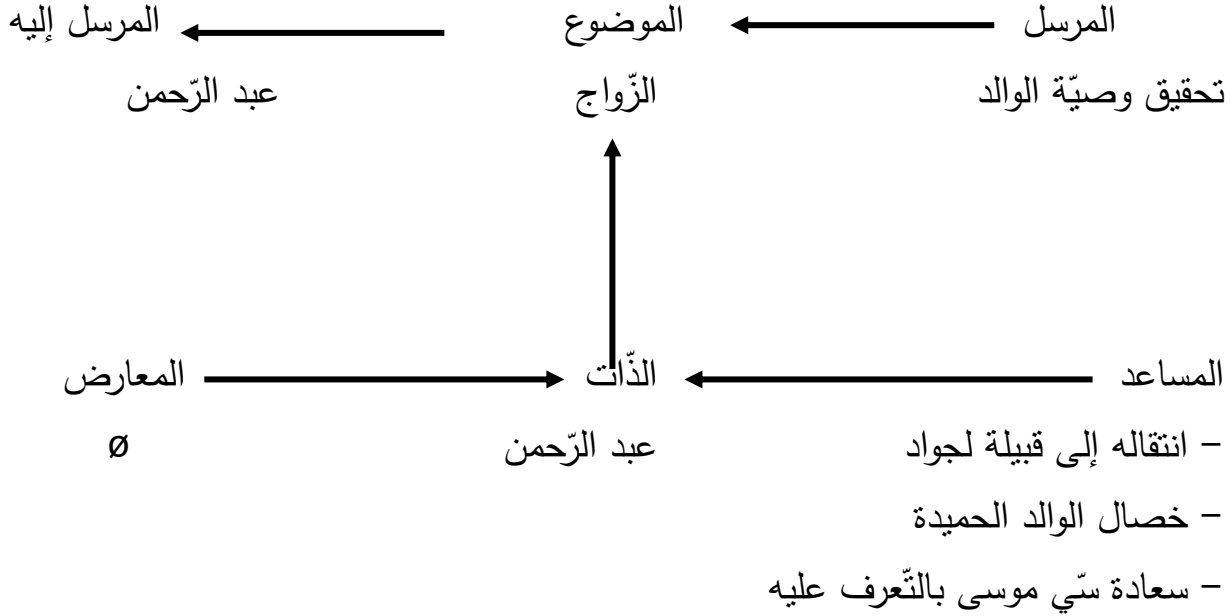 المرسل الموضوع المرسل إليه
تحقيق وصيّة الوالد الزّواج عبد الرّحمن
المساعد الذّات المعارض
– انتقاله إلى قبيلة لجواد عبد الرّحمن ø
– خصال الوالد الحميدة
– سعادة سّي موسى بالتّعرف عليه